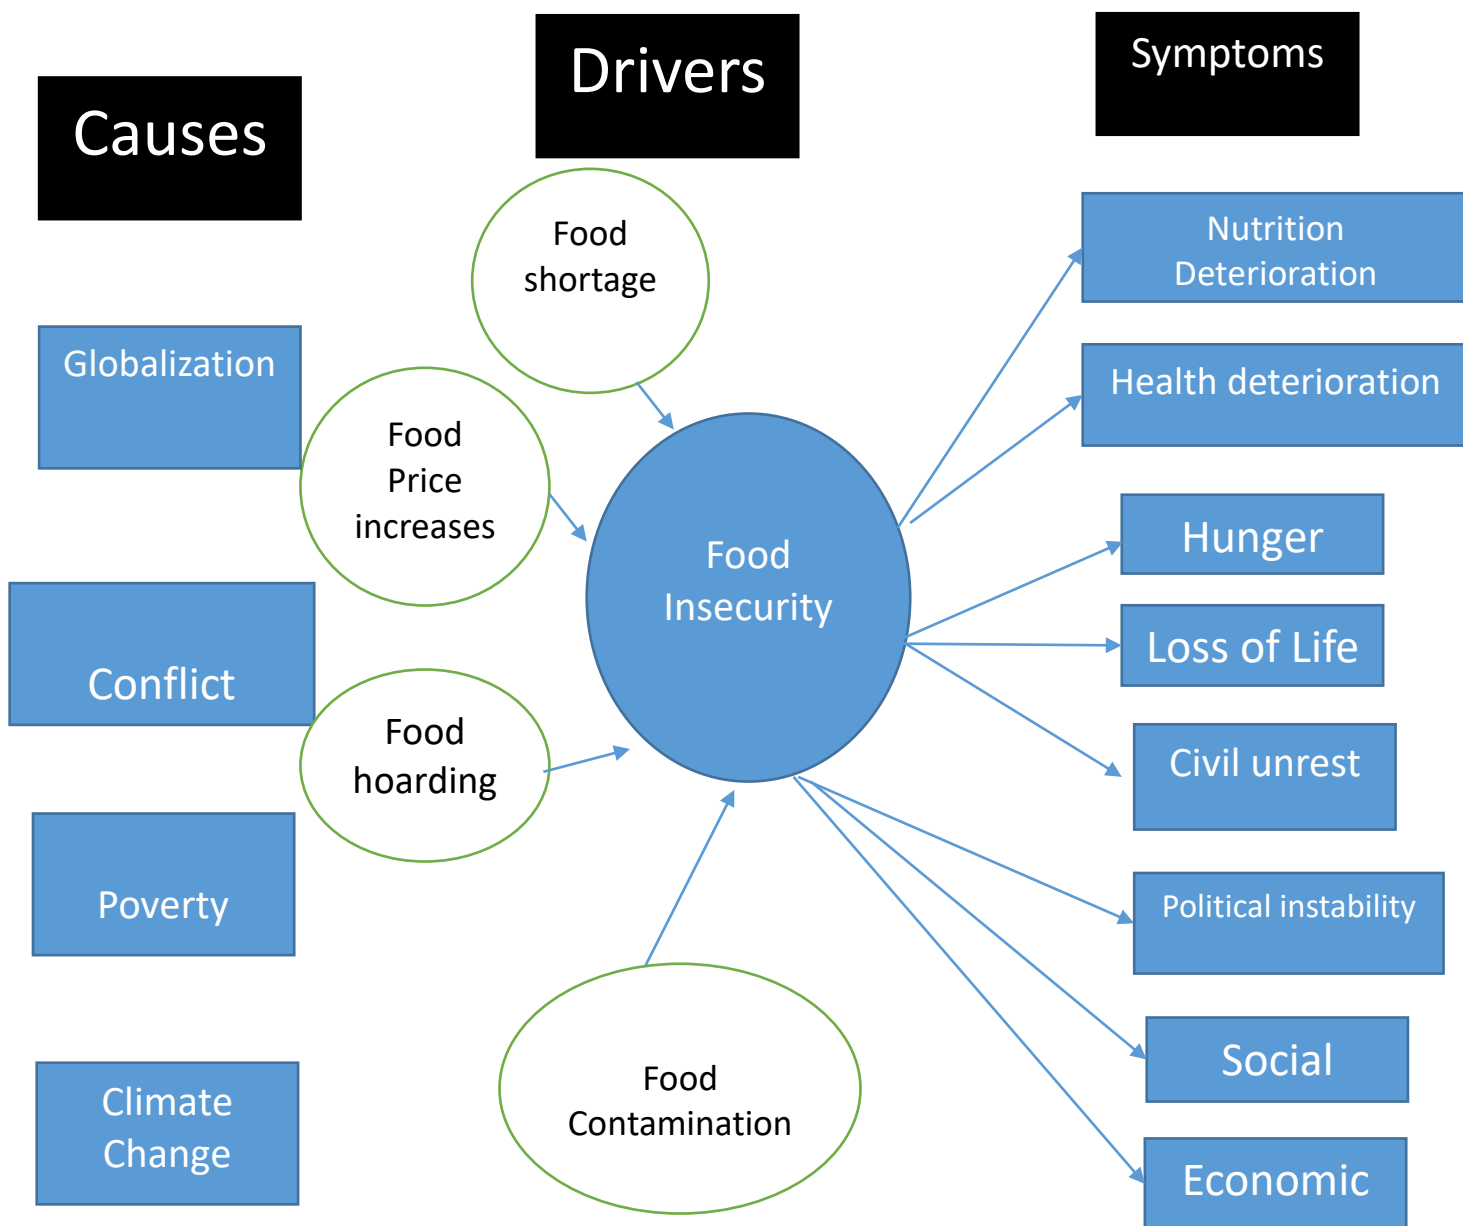 Causes
Drivers
Symptoms
Globalization
Conflict
Poverty
Climate
Change
Food
shortage
Food
Price
increases
Food
hoarding
Food
Contamination
Food
Insecurity
Nutrition
Deterioration
Health deterioration
Hunger
Loss of Life
Civil unrest
Political instability
Social
Economic